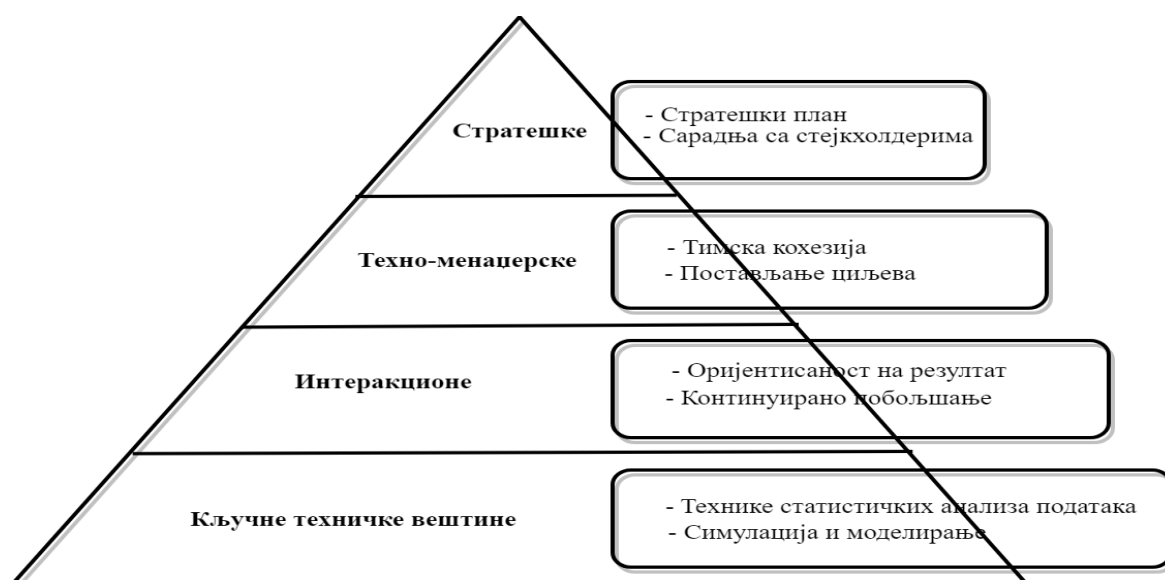 Стратешке
- Стратешки план
- Сарадња са стејкхолдерима
Техно-менаџерске
- Тимска кохезија
- Постављање циљева
Интеракционе
- Оријентисаност на резултат
- Континуирано побољшање
Кључне техничке вештине
- Технике статистичких анализа података
- Симулација и моделирање